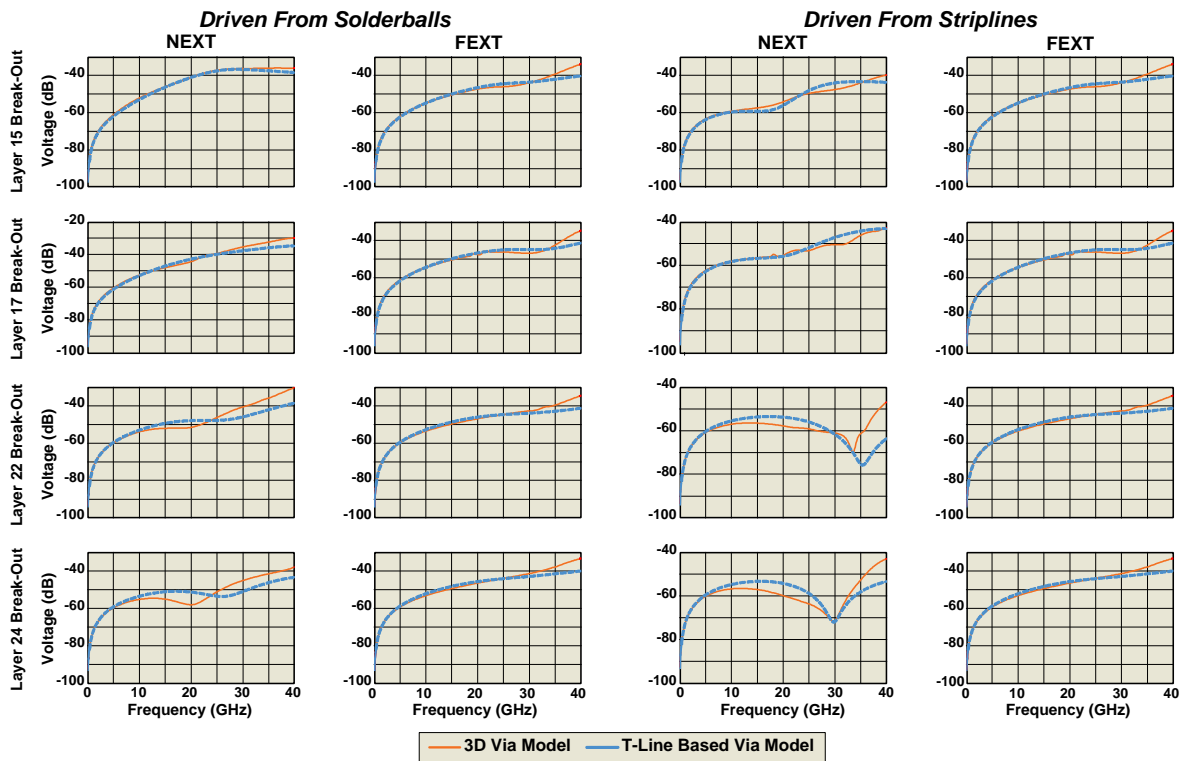 Driven From Solderballs
Driven From Striplines
NEXT
FEXT
NEXT
FEXT
Layer 15 Break-Out
Voltage (dB)
-40
-60
-80
-100
-40
-60
-80
-100
-40
-60
-80
-100
-40
-60
-80
-100
Layer 17 Break-Out
Voltage (dB)
-20
-40
-60
-80
-100
-40
-60
-80
-100
-40
-60
-80
-100
-40
-60
-80
-100
Layer 22 Break-Out
Voltage (dB)
-40
-60
-80
-100
-40
-60
-80
-100
-40
-60
-80
-100
-40
-60
-80
-100
Layer 24 Break-Out
Voltage (dB)
-40
-60
-80
-100
-40
-60
-80
-100
-40
-60
-80
-100
-40
-60
-80
-100
0 10 20 30 40
0 10 20 30 40
0 10 20 30 40
0 10 20 30 40
Frequency (GHz)
Frequency (GHz)
Frequency (GHz)
Frequency (GHz)
3D Via Model
T-Line Based Via Model